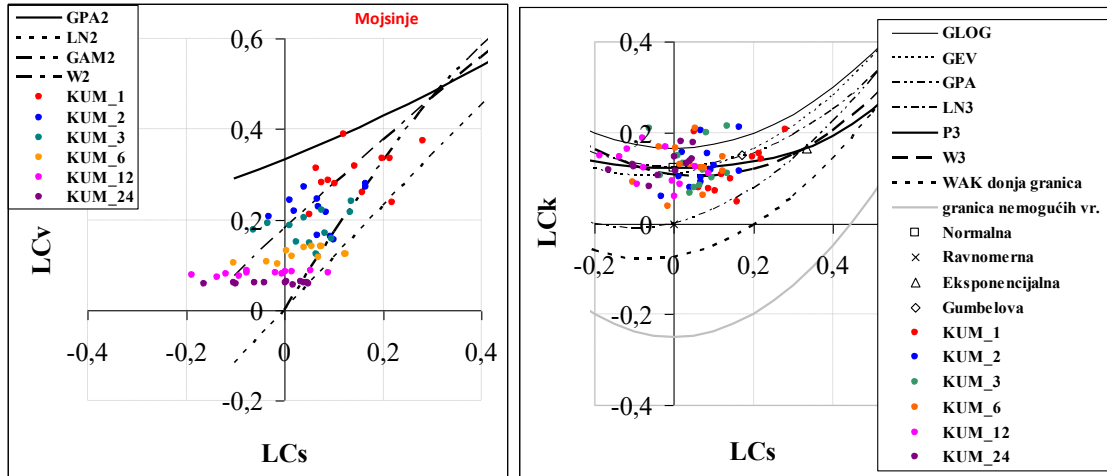 GPA2
LN2
GAM2
W2
KUM_1
KUM_2
KUM_3
KUM_6
KUM_12
KUM_24
Mojsinje
0,6
0,4
0,2
0
-0,2
-0,4
-0,2
0
0,2
0,4
LCv
LCs
0,4
0,2
0
-0,2
-0,4
-0,2
0
0,2
0,4
LCk
LCs
GLOG
GEV
GPA
LN3
P3
W3
WAK donja granica
granica nemogućih vr.
Normalna
Ravnomerna
Eksponencijalna
Gumbelova
KUM_1
KUM_2
KUM_3
KUM_6
KUM_12
KUM_24